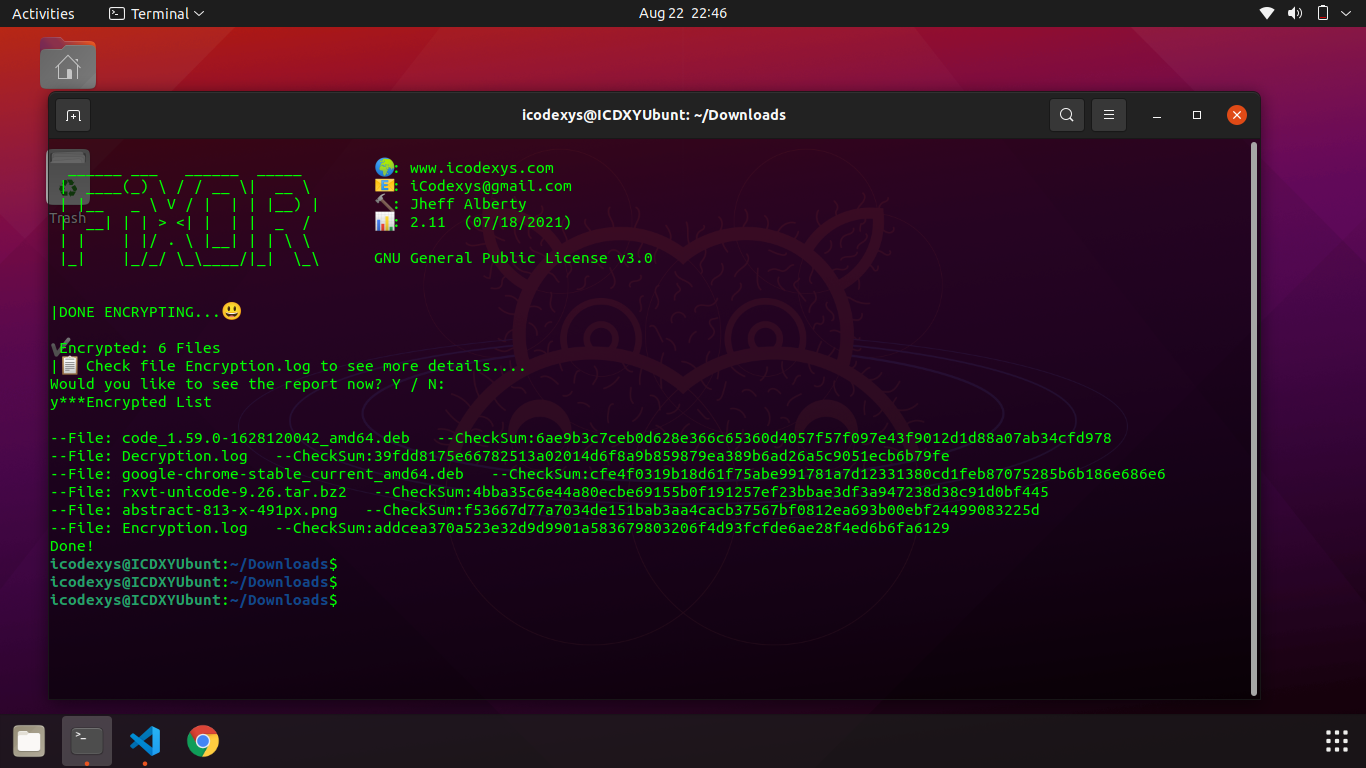 Activities
Terminal
Aug 22 22:46
icodexys@ICDXYUbunt: ~/Downloads
Trash
FIXOR
: www.icodexys.com
: iCodexys@gmail.com
: Jheff Alberty
: 2.11  (07/18/2021)
GNU General Public License v3.0
|DONE ENCRYPTING...😃
✔Encrypted: 6 Files
|📋 Check file Encryption.log to see more details....
Would you like to see the report now? Y / N:
y***Encrypted List
--File: code_1.59.0-1628120042_amd64.deb   --CheckSum:6ae9b3c7ceb0d628e366c65360d4057f57f097e43f9012d1d88a07ab34cfd978
--File: Decryption.log   --CheckSum:39fdd8175e66782513a02014d6f8a9b859879ea389b6ad26a5c9051ecb6b79fe
--File: google-chrome-stable_current_amd64.deb   --CheckSum:cfe4f0319b18d61f75abe991781a7d12331380cd1feb87075285b6b186e686e6
--File: rxvt-unicode-9.26.tar.bz2   --CheckSum:4bba35c6e44a80ecbe69155b0f191257ef23bbae3df3a947238d38c91d0bf445
--File: abstract-813-x-491px.png   --CheckSum:f53667d77a7034de151bab3aa4cacb37567bf0812ea693b00ebf24499083225d
--File: Encryption.log   --CheckSum:addcea370a523e32d9d9901a583679803206f4d93fcfde6ae28f4ed6b6fa6129
Done!
icodexys@ICDXYUbunt:~/Downloads$
icodexys@ICDXYUbunt:~/Downloads$
icodexys@ICDXYUbunt:~/Downloads$